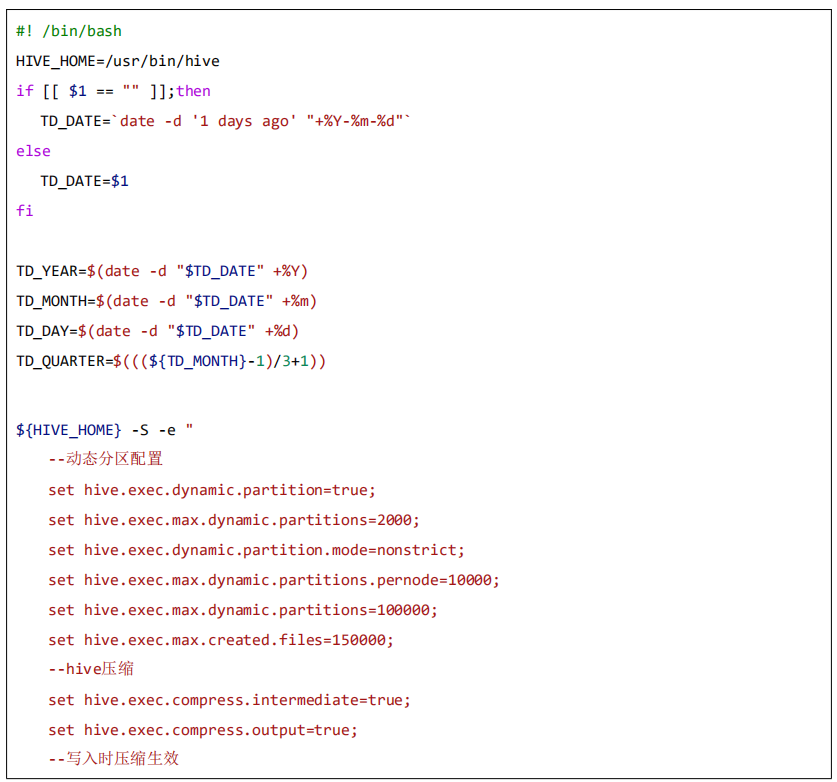 #! /bin/bash
HIVE_HOME=/usr/bin/hive
if [[ $1 == "" ]];then
   TD_DATE=`date -d '1 days ago' "+%Y-%m-%d"`
else
   TD_DATE=$1
fi

TD_YEAR=$(date -d "$TD_DATE" +%Y)
TD_MONTH=$(date -d "$TD_DATE" +%m)
TD_DAY=$(date -d "$TD_DATE" +%d)
TD_QUARTER=$(((${TD_MONTH}-1)/3+1))

${HIVE_HOME} -S -e "
    --动态分区配置
    set hive.exec.dynamic.partition=true;
    set hive.exec.max.dynamic.partitions=2000;
    set hive.exec.dynamic.partition.mode=nonstrict;
    set hive.exec.max.dynamic.partitions.pernode=10000;
    set hive.exec.max.dynamic.partitions=100000;
    set hive.exec.max.created.files=150000;
    --hive压缩
    set hive.exec.compress.intermediate=true;
    set hive.exec.compress.output=true;
    --写入时压缩生效